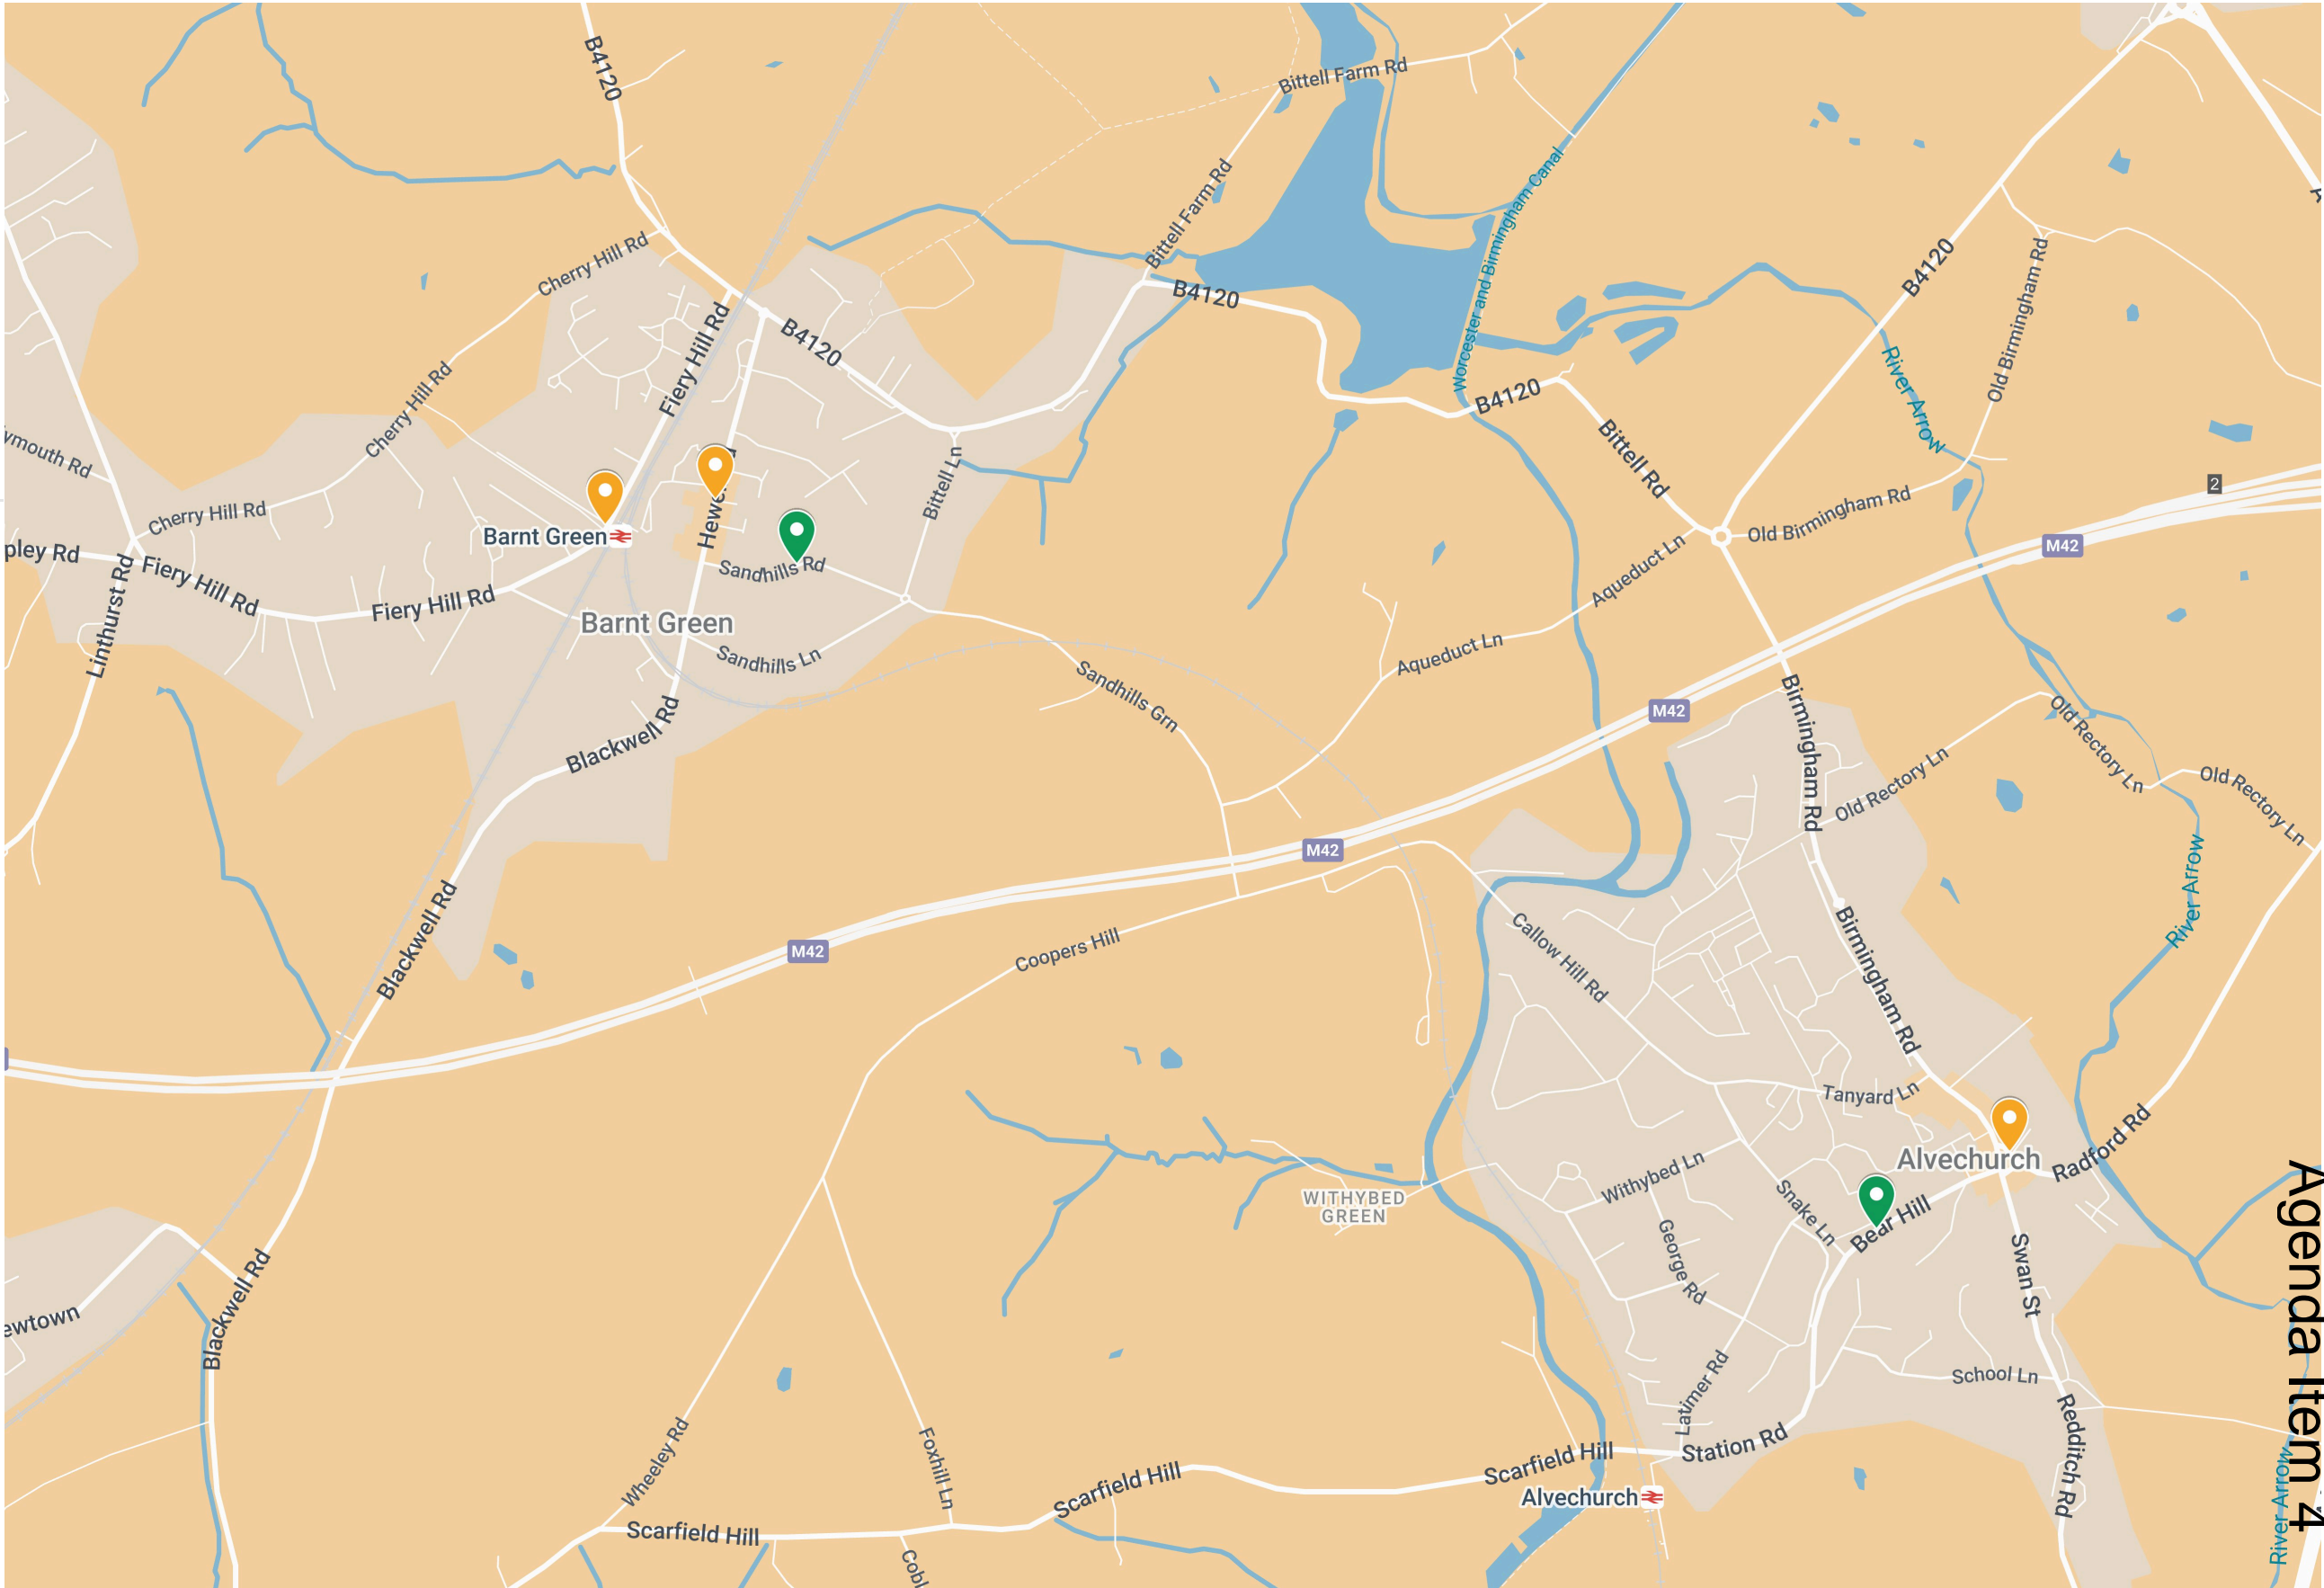 B4120
Bittell Farm Rd
Worcester and Birmingham Canal
Bittell Farm Rd
Cherry Hill Rd
B4120
B4120
Old Birmingham Rd
B4120
Fiery Hill Rd
B4120
River Arrow
Cherry Hill Rd
B4120
ymouth Rd
Bittell Rd
Bittell Ln
2
Cherry Hill Rd
Barnt Green
Old Birmingham Rd
M42
pley Rd
Fiery Hill Rd
Sandhills Rd
Aqueduct Ln
Linthurst Rd
Fiery Hill Rd
Barnt Green
Sandhills Ln
Aqueduct Ln
Sandhills Grn
M42
Birmingham Rd
Old Rectory Ln
Blackwell Rd
Old Rectory Ln
Old Rectory Ln
M42
River Arrow
Blackwell Rd
M42
Coopers Hill
Callow Hill Rd
Birmingham Rd
Tanyard Ln
Alvechurch
Radford Rd
Withybed Ln
WITHYBED
GREEN
Snake Ln
Bear Hill
George Rd
Swan St
Blackwell Rd
ewtown
Agenda Item 4
School Ln
Latimer Rd
Redditch Rd
Wheeley Rd
Foxhill Ln
Scarfield Hill
Scarfield Hill
Station Rd
Alvechurch
Scarfield Hill
River Arrow
Cobl